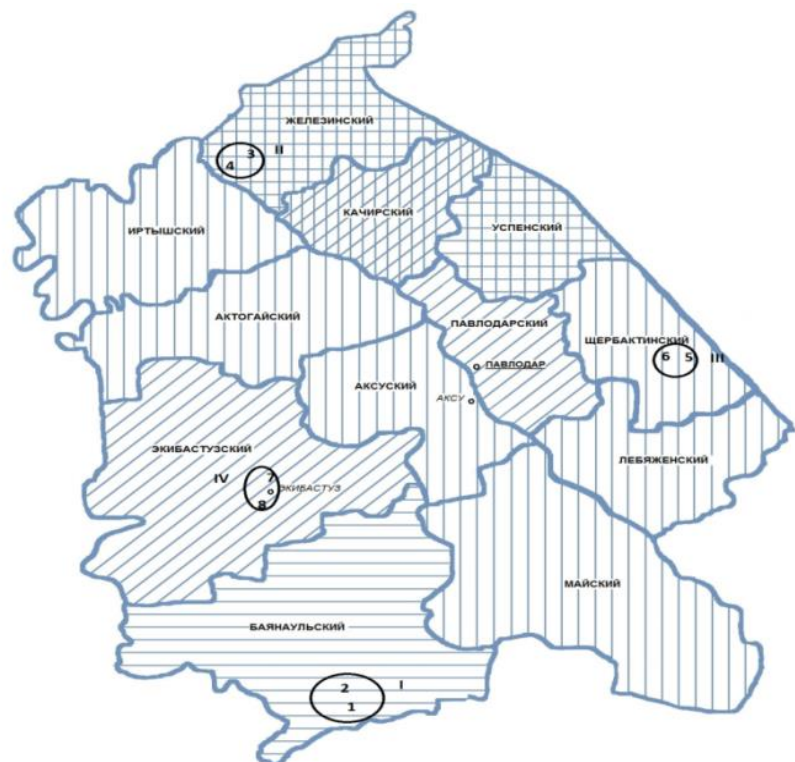 ЖЕЛЕЗИНСКИЙ
3 II
4
КАЧИРСКИЙ
УСПЕНСКИЙ
ИРТЫШСКИЙ
АКТОГАЙСКИЙ
ПАВЛОДАРСКИЙ
ЩЕРБАКТИНСКИЙ
6 5 III
ПАВЛОДАР
АКСУСКИЙ
АКСУ
ЭКИБАСТУЗСКИЙ
ЛЕБЯЖЕНСКИЙ
IV 7
ЭКИБАСТУЗ
8
МАЙСКИЙ
БАЯНАУЛЬСКИЙ
2 I
1